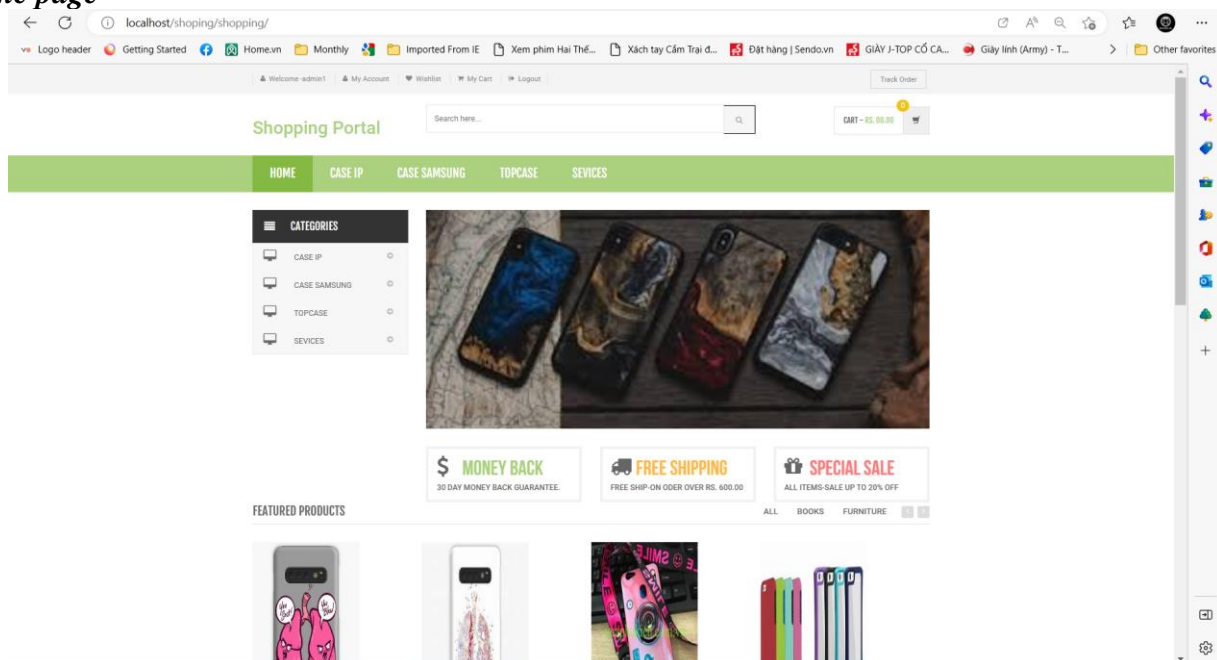 page
localhost/shoping/shopping/
Logo header Getting Started Home.vn Monthly Imported From IE Xem phim Hai Thế... Xách tay Cẩm Trại đ... Đặt hàng | Sendo.vn GIÀY J-TOP CỔ CA... Giày lính (Army) - T... Other favorites
Welcome -admin1 My Account Wishlist My Cart Logout Track Order
Shopping Portal
Search here...
CART - RS. 00.00
0
HOME CASE IP CASE SAMSUNG TOPCASE SEVICES
CATEGORIES
CASE IP
CASE SAMSUNG
TOPCASE
SEVICES
$ MONEY BACK
30 DAY MONEY BACK GUARANTEE.
FREE SHIPPING
FREE SHIP-ON ODER OVER RS. 600.00
SPECIAL SALE
ALL ITEMS-SALE UP TO 20% OFF
FEATURED PRODUCTS
ALL BOOKS FURNITURE
SMILE